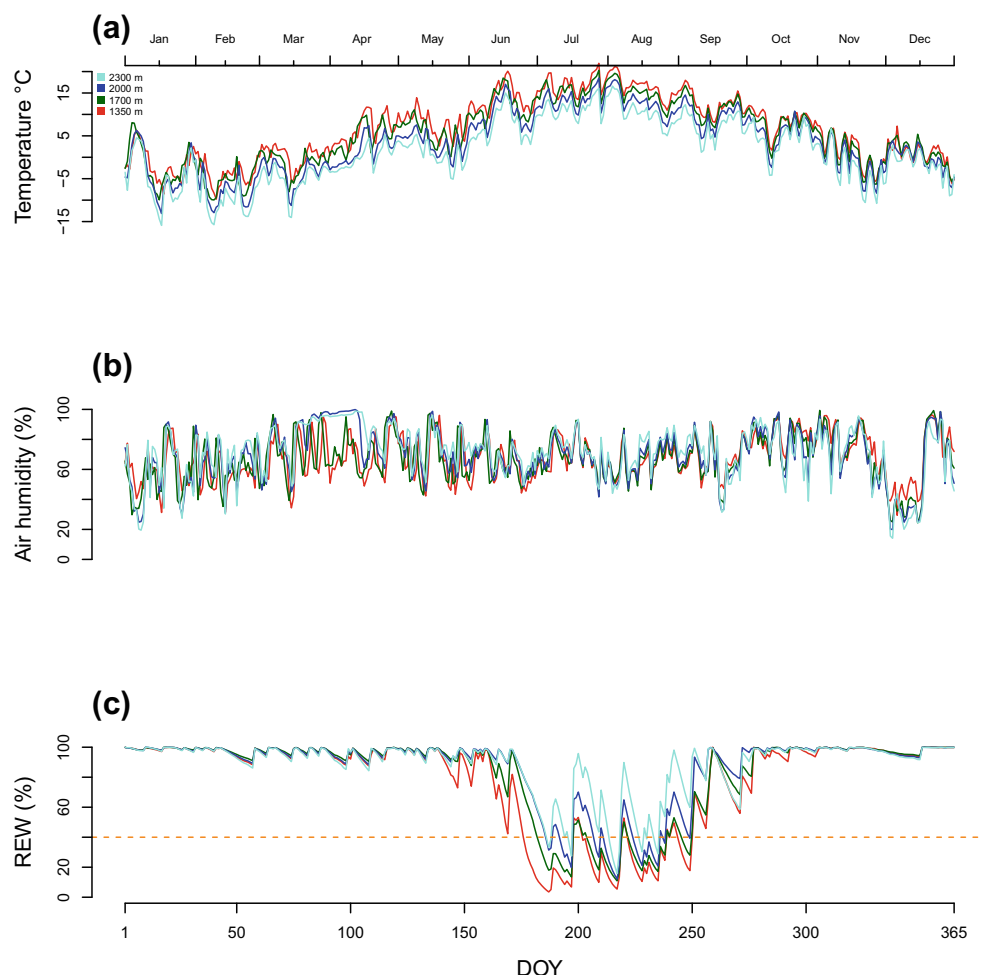 (a)
Jan Feb Mar Apr May Jun Jul Aug Sep Oct Nov Dec
Temperature °C
15
5
−5
−15
2300 m
2000 m
1700 m
1350 m
(b)
Air humidity (%)
100
60
20
0
(c)
REW (%)
100
60
20
0
1 50 100 150 200 250 300 365
DOY